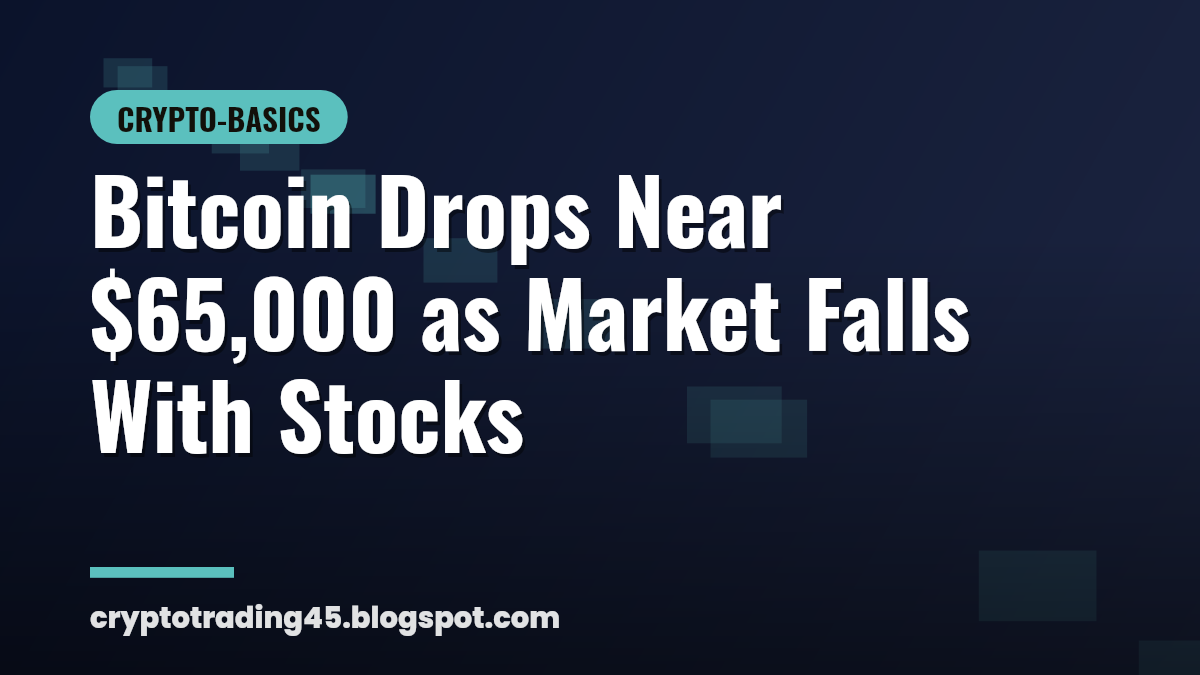 CRYPTO-BASICS
Bitcoin Drops Near
$65,000 as Market Falls
With Stocks
cryptotrading45.blogspot.com